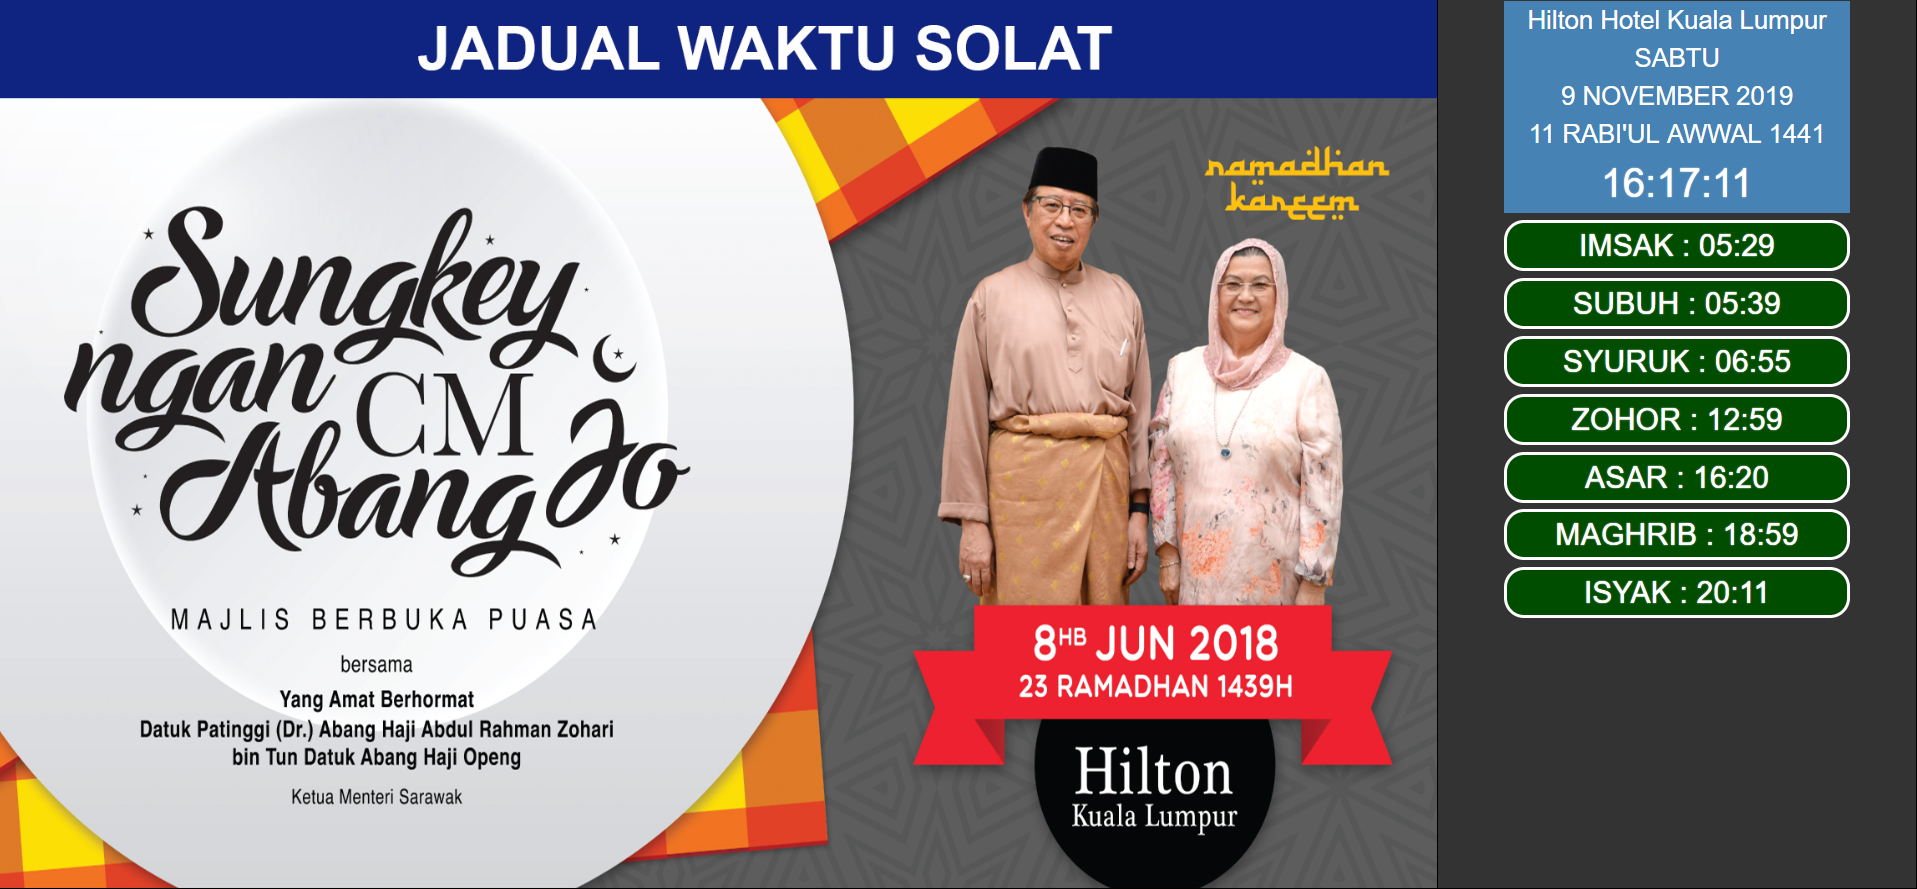 JADUAL WAKTU SOLAT
Sungkey
ngan CM
Abang Jo
MAJLIS BERBUKA PUASA
bersama
Yang Amat Berhormat
Datuk Patinggi (Dr.) Abang Haji Abdul Rahman Zohari
bin Tun Datuk Abang Haji Openg
Ketua Menteri Sarawak
ramadhan
kareem
8HB JUN 2018
23 RAMADHAN 1439H
Hilton
Kuala Lumpur
Hilton Hotel Kuala Lumpur
SABTU
9 NOVEMBER 2019
11 RABI'UL AWWAL 1441
16:17:11
IMSAK : 05:29
SUBUH : 05:39
SYURUK : 06:55
ZOHOR : 12:59
ASAR : 16:20
MAGHRIB : 18:59
ISYAK : 20:11